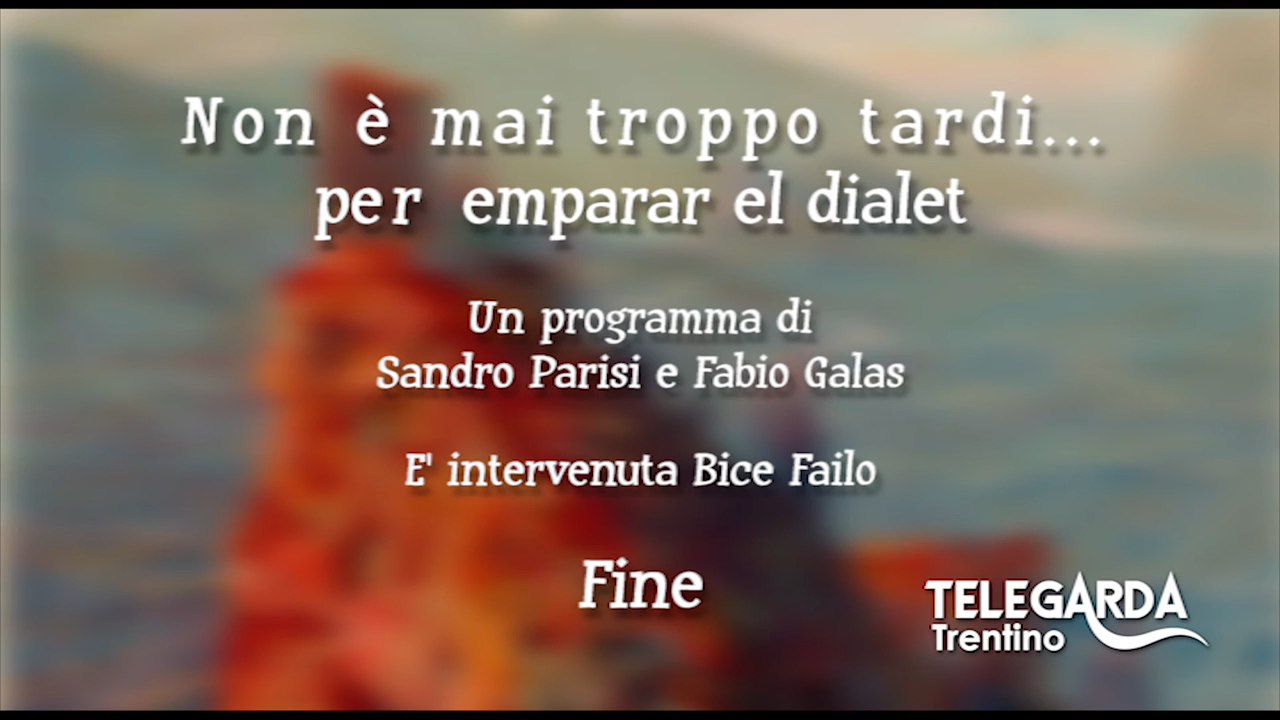 Non è mai troppo tardi...
per emparar el dialet
Un programma di
Sandro Parisi e Fabio Galas
E' intervenuta Bice Failo
Fine
TELEGARDA
Trentino